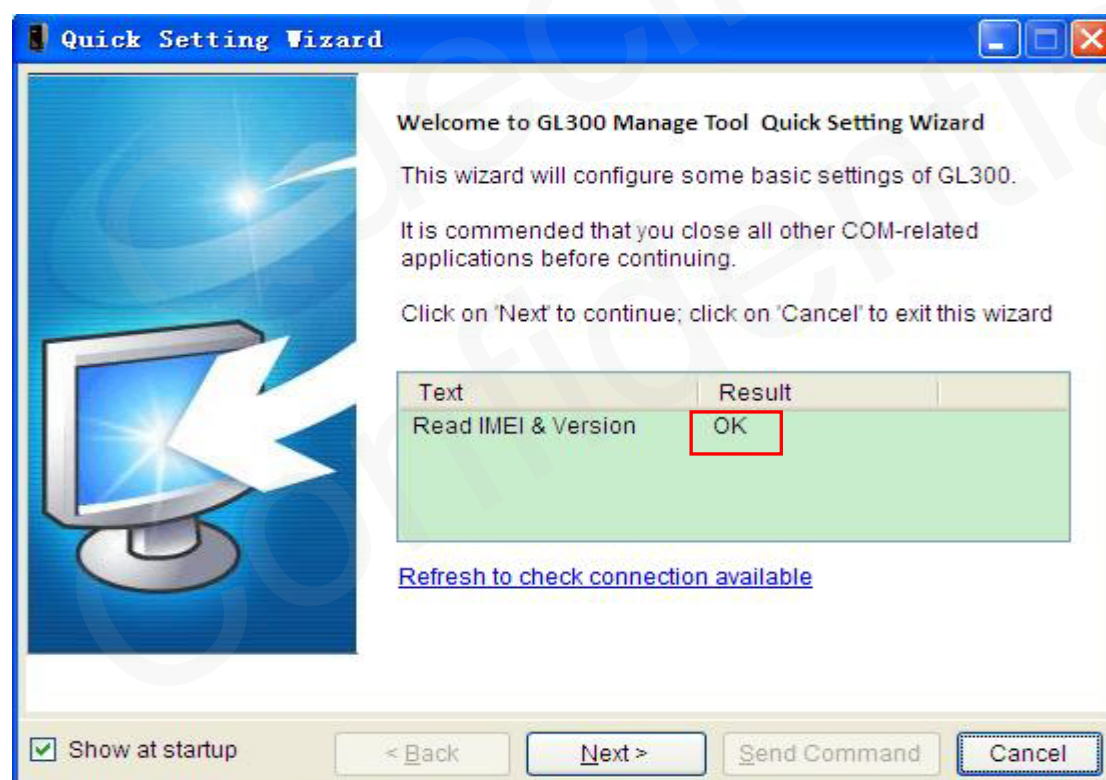 Quick Setting Wizard
Welcome to GL300 Manage Tool Quick Setting Wizard
This wizard will configure some basic settings of GL300.
It is commended that you close all other COM-related
applications before continuing.
Click on 'Next' to continue; click on 'Cancel' to exit this wizard
Text Result
Read IMEI & Version OK
Refresh to check connection available
Show at startup < Back Next > Send Command Cancel
Confidential